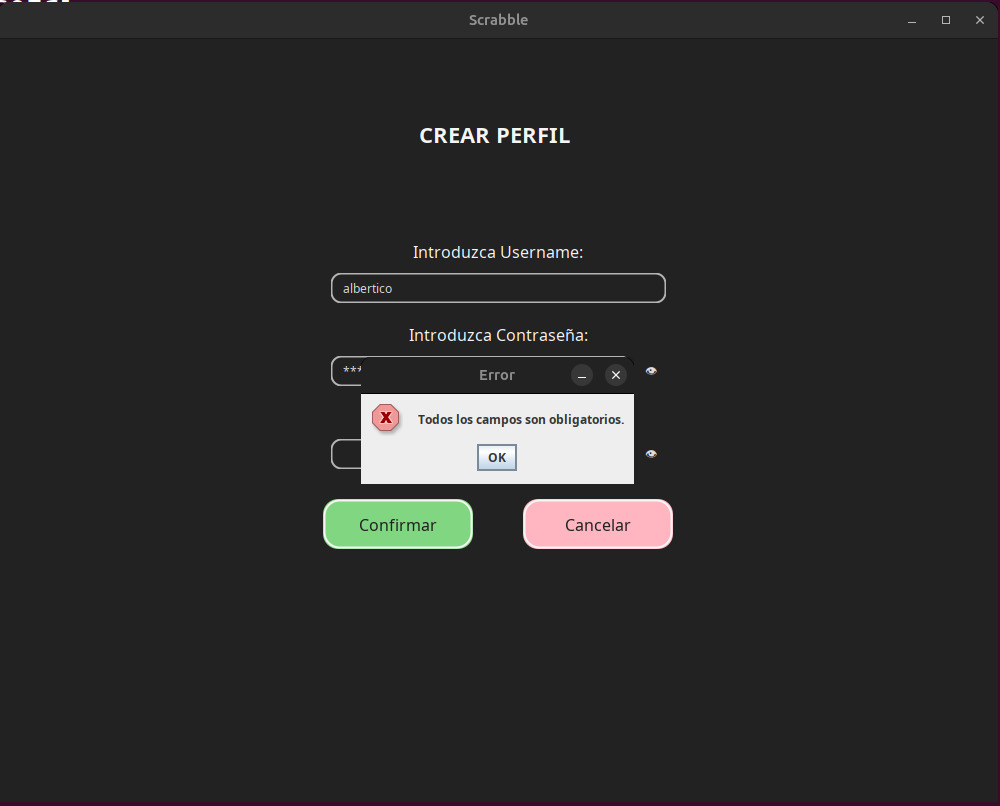 Scrabble
CREAR PERFIL
Introduzca Username:
albertico
Introduzca Contraseña:
***
Error
Todos los campos son obligatorios.
OK
Confirmar
Cancelar